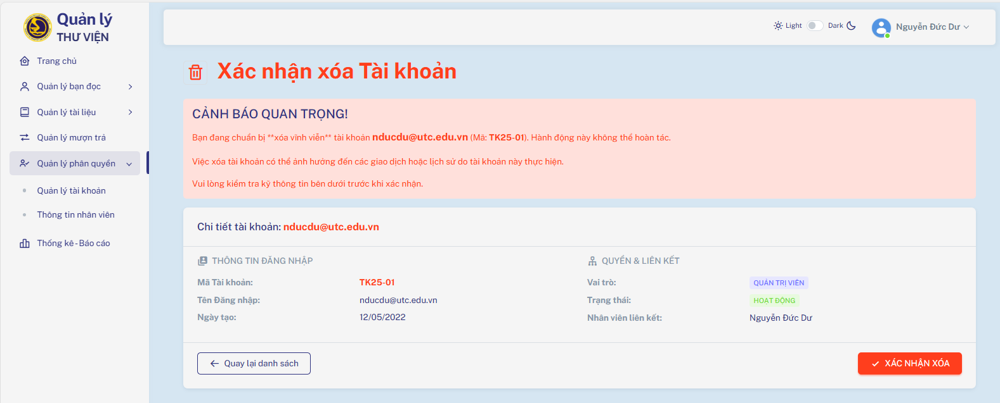 Quản lý
THƯ VIỆN
Light Dark
Nguyễn Đức Dư
Trang chủ
Quản lý bạn đọc
Quản lý tài liệu
Quản lý mượn trả
Quản lý phân quyền
Quản lý tài khoản
Thông tin nhân viên
Thống kê - Báo cáo
Xác nhận xóa Tài khoản
CẢNH BÁO QUAN TRỌNG!
Bạn đang chuẩn bị **xóa vĩnh viễn** tài khoản nducdu@utc.edu.vn (Mã: TK25-01). Hành động này không thể hoàn tác.
Việc xóa tài khoản có thể ảnh hưởng đến các giao dịch hoặc lịch sử do tài khoản này thực hiện.
Vui lòng kiểm tra kỹ thông tin bên dưới trước khi xác nhận.
Chi tiết tài khoản: nducdu@utc.edu.vn
THÔNG TIN ĐĂNG NHẬP
Mã Tài khoản: TK25-01
Tên Đăng nhập: nducdu@utc.edu.vn
Ngày tạo: 12/05/2022
QUYỀN & LIÊN KẾT
Vai trò: QUẢN TRỊ VIÊN
Trạng thái: HOẠT ĐỘNG
Nhân viên liên kết: Nguyễn Đức Dư
Quay lại danh sách
XÁC NHẬN XÓA